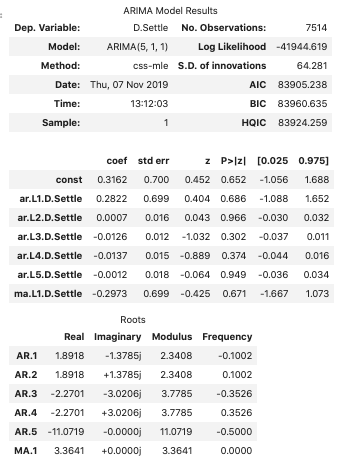 ARIMA Model Results
Dep. Variable: D.Settle No. Observations: 7514
Model: ARIMA(5, 1, 1) Log Likelihood -41944.619
Method: css-mle S.D. of innovations 64.281
Date: Thu, 07 Nov 2019 AIC 83905.238
Time: 13:12:03 BIC 83960.635
Sample: 1 HQIC 83924.259
coef std err z P>|z| [0.025 0.975]
const 0.3162 0.700 0.452 0.652 -1.056 1.688
ar.L1.D.Settle 0.2822 0.699 0.404 0.686 -1.088 1.652
ar.L2.D.Settle 0.0007 0.016 0.043 0.966 -0.030 0.032
ar.L3.D.Settle -0.0126 0.012 -1.032 0.302 -0.037 0.011
ar.L4.D.Settle -0.0137 0.015 -0.889 0.374 -0.044 0.016
ar.L5.D.Settle -0.0012 0.018 -0.064 0.949 -0.036 0.034
ma.L1.D.Settle -0.2973 0.699 -0.425 0.671 -1.667 1.073
Roots
Real Imaginary Modulus Frequency
AR.1 1.8918 -1.3785j 2.3408 -0.1002
AR.2 1.8918 +1.3785j 2.3408 0.1002
AR.3 -2.2701 -3.0206j 3.7785 -0.3526
AR.4 -2.2701 +3.0206j 3.7785 0.3526
AR.5 -11.0719 -0.0000j 11.0719 -0.5000
MA.1 3.3641 +0.0000j 3.3641 0.0000